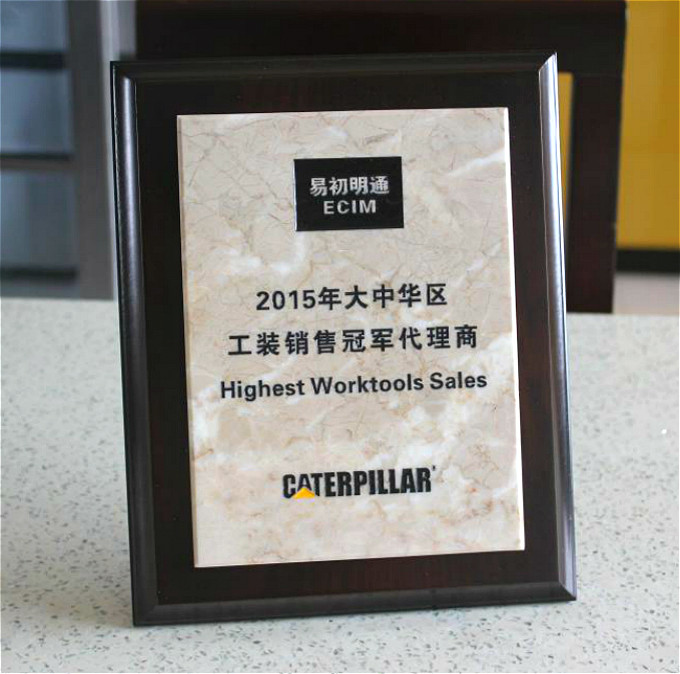 易初明通
ECIM
2015年大中华区
工装销售冠军代理商
Highest Worktools Sales
CATERPILLAR